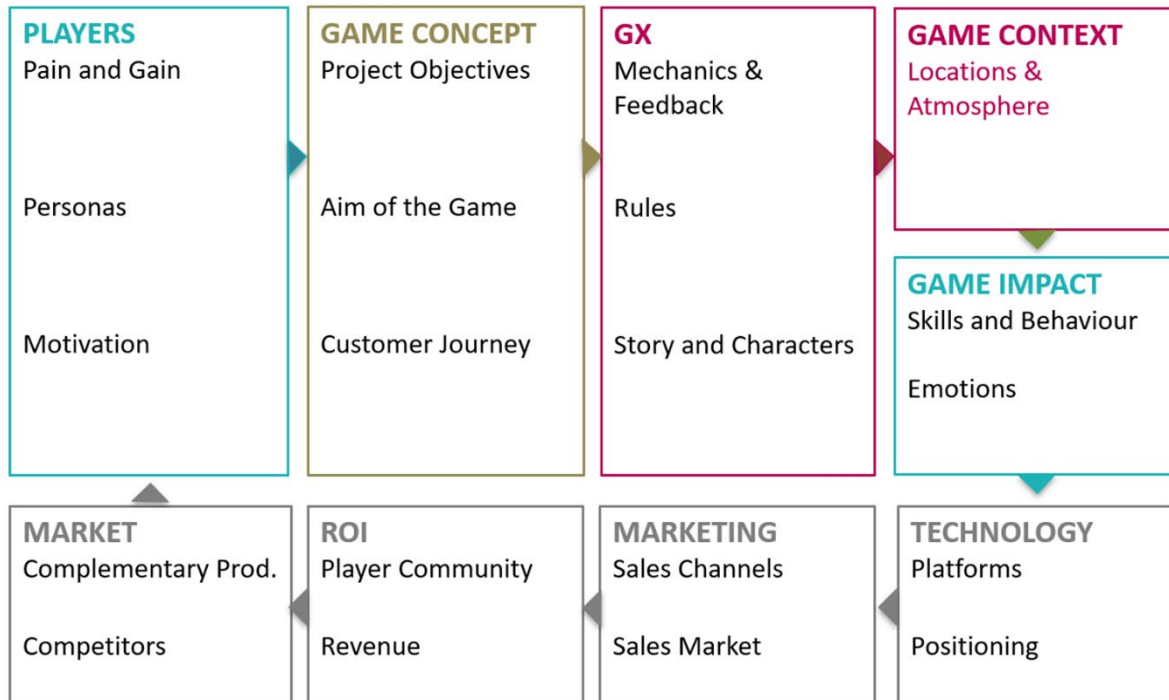 PLAYERS
Pain and Gain
Personas
Motivation
GAME CONCEPT
Project Objectives
Aim of the Game
Customer Journey
GX
Mechanics &
Feedback
Rules
Story and Characters
GAME CONTEXT
Locations &
Atmosphere
GAME IMPACT
Skills and Behaviour
Emotions
TECHNOLOGY
Platforms
Positioning
MARKETING
Sales Channels
Sales Market
ROI
Player Community
Revenue
MARKET
Complementary Prod.
Competitors